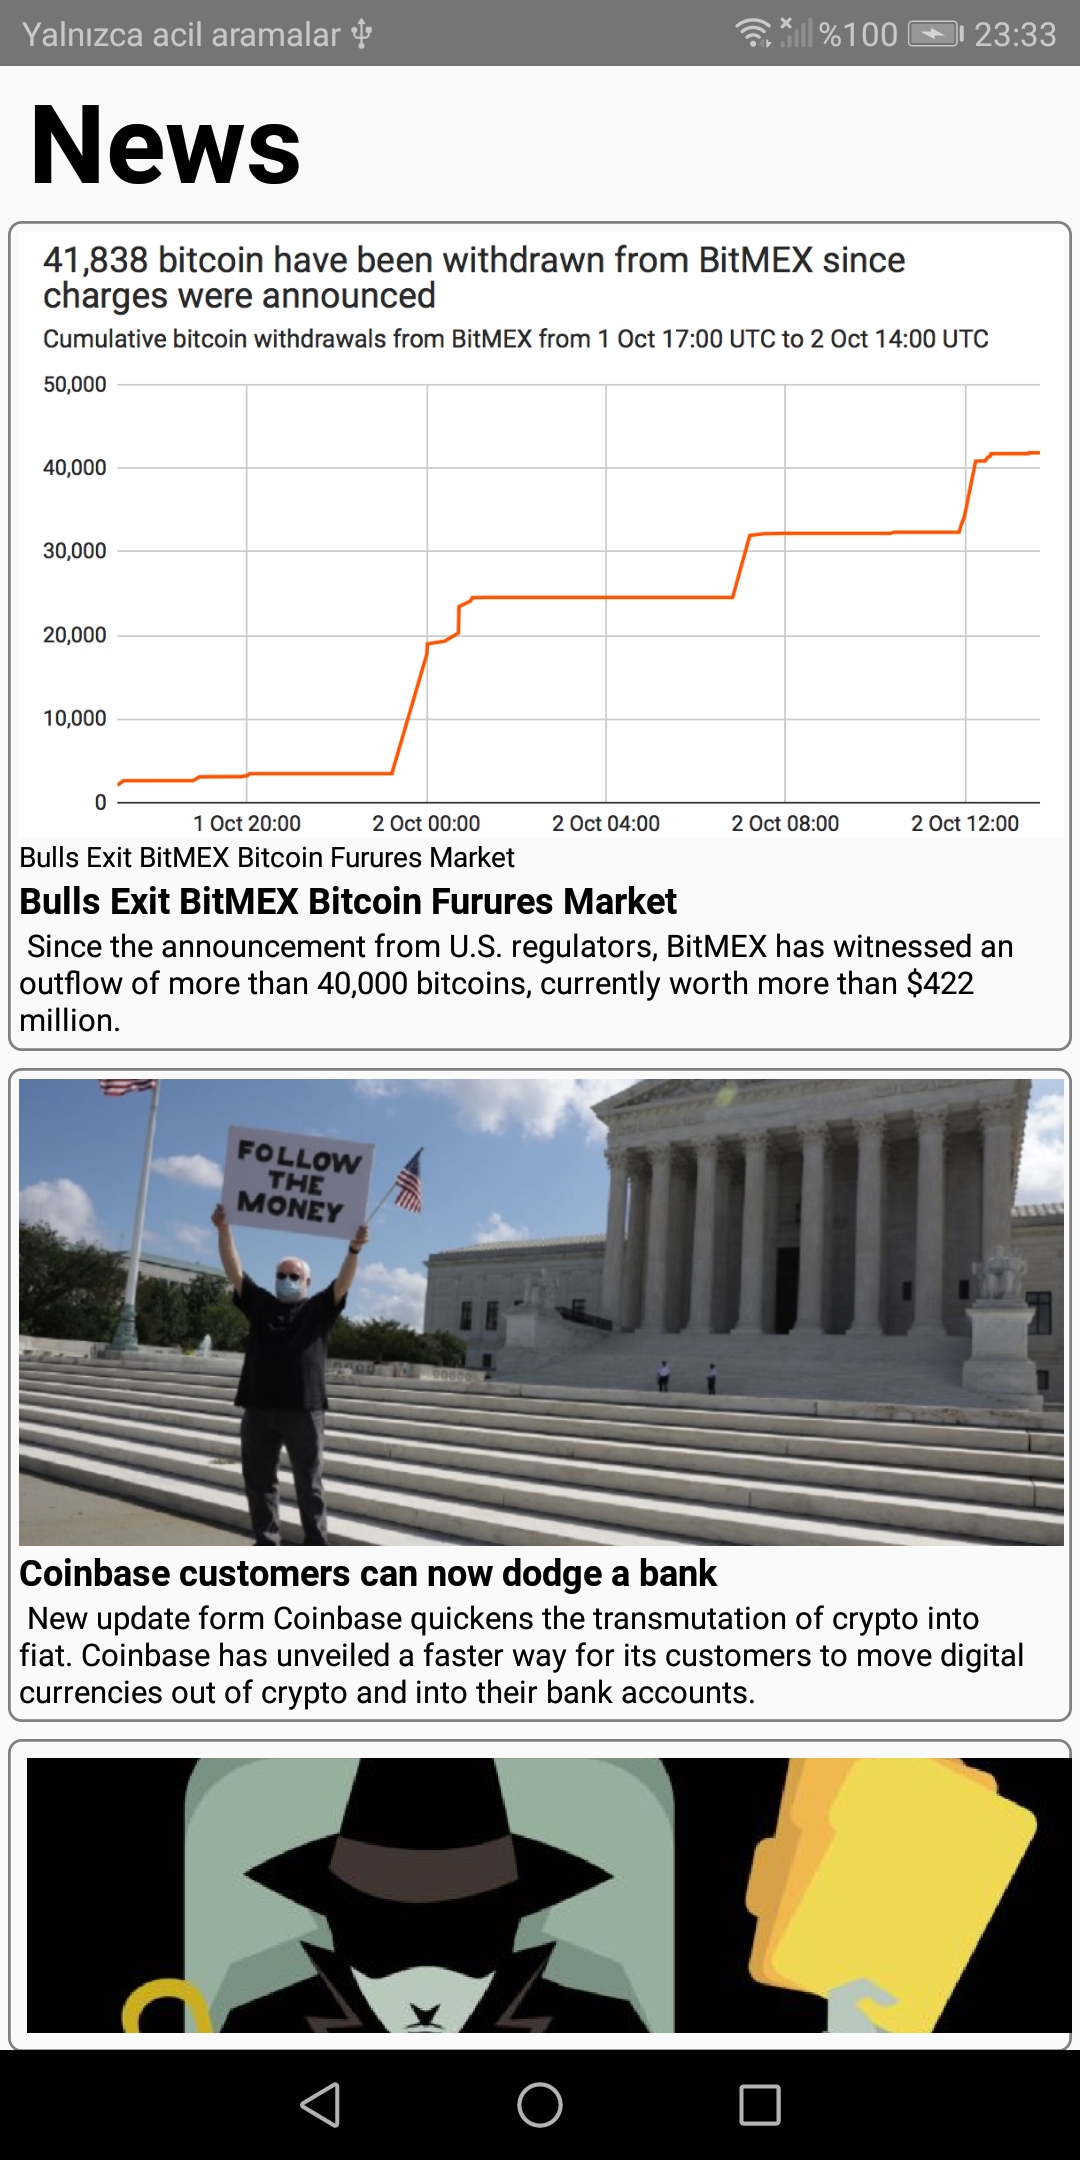 Yalnızca acil aramalar %100 23:33
News
41,838 bitcoin have been withdrawn from BitMEX since
charges were announced
Cumulative bitcoin withdrawals from BitMEX from 1 Oct 17:00 UTC to 2 Oct 14:00 UTC
50,000
40,000
30,000
20,000
10,000
0
1 Oct 20:00 2 Oct 00:00 2 Oct 04:00 2 Oct 08:00 2 Oct 12:00
Bulls Exit BitMEX Bitcoin Furures Market
Bulls Exit BitMEX Bitcoin Furures Market
Since the announcement from U.S. regulators, BitMEX has witnessed an
outflow of more than 40,000 bitcoins, currently worth more than $422
million.
FOLLOW
THE
MONEY
Coinbase customers can now dodge a bank
New update form Coinbase quickens the transmutation of crypto into
fiat. Coinbase has unveiled a faster way for its customers to move digital
currencies out of crypto and into their bank accounts.